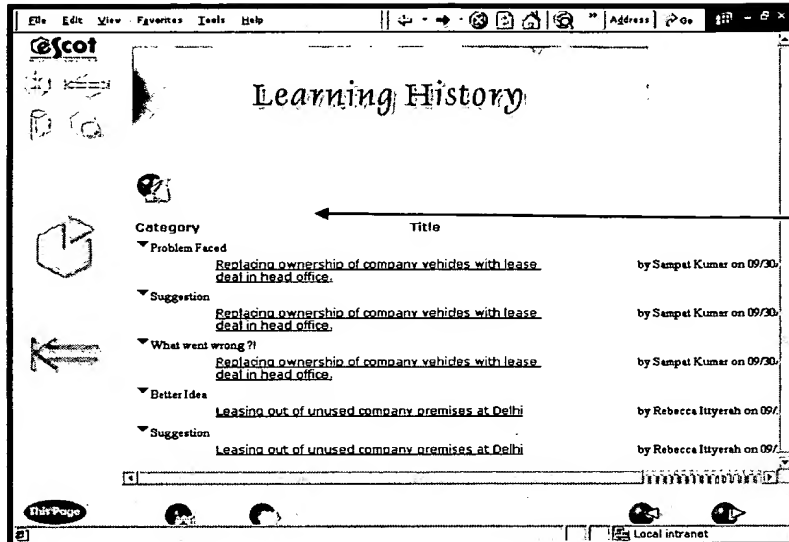 File Edit View Favorites Tools Help » Address Go
eScot
Learning History
Category Title
Problem Faced
Replacing ownership of company vehicles with lease deal in head office. by Sampat Kumar on 09/30/
Suggestion
Replacing ownership of company vehicles with lease deal in head office. by Sampat Kumar on 09/30/
What went wrong ?!
Replacing ownership of company vehicles with lease deal in head office. by Sampat Kumar on 09/30/
Better Idea
Leasing out of unused company premises at Delhi by Rebecca Ittyerah on 09/
Suggestion
Leasing out of unused company premises at Delhi by Rebecca Ittyerah on 09/
This Page
Local intranet